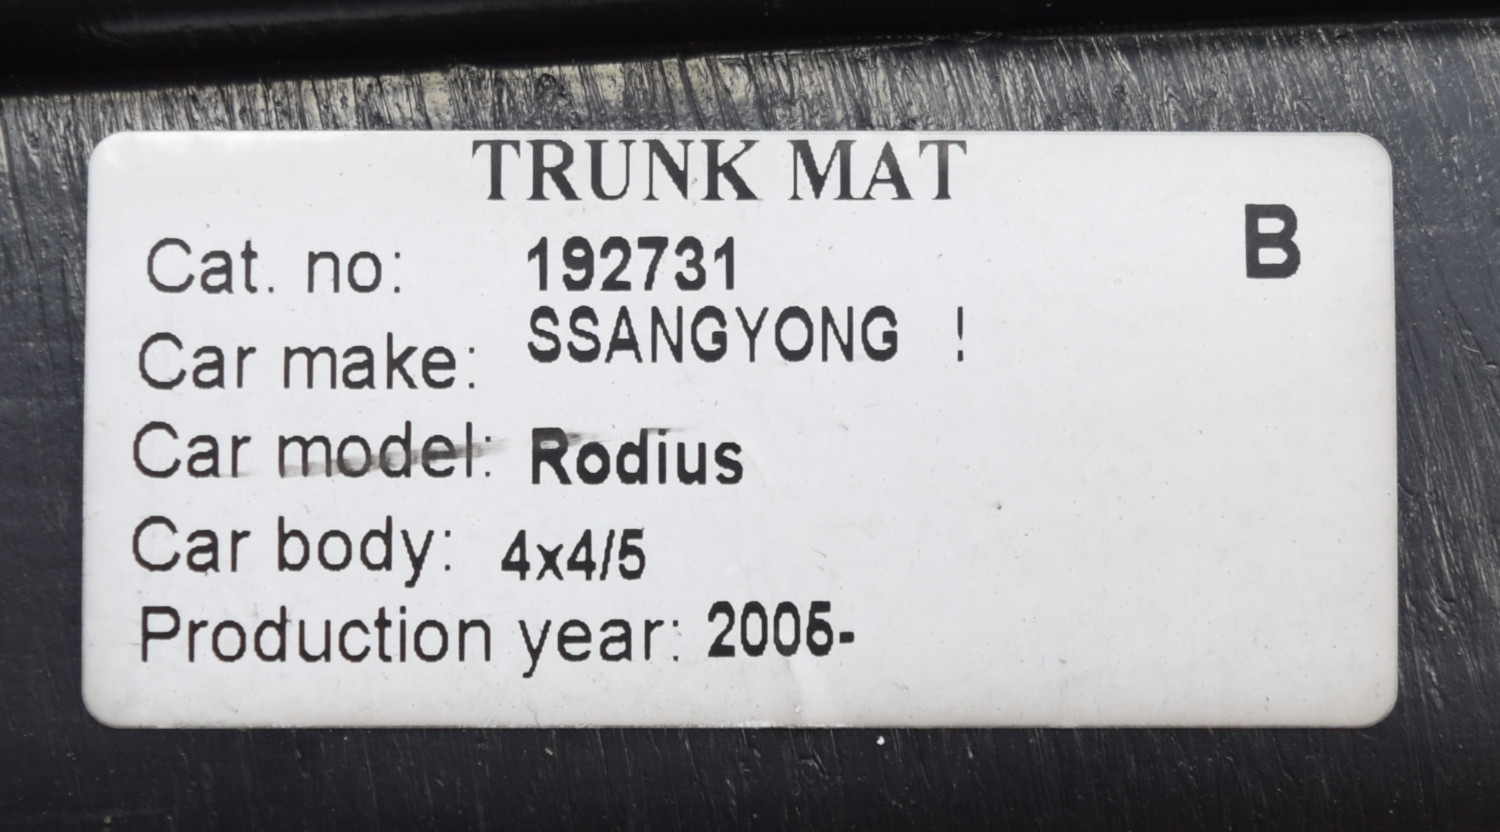 TRUNK MAT
B
Cat. no: 192731
Car make: SSANGYONG !
Car model: Rodius
Car body: 4x4/5
Production year: 2005-